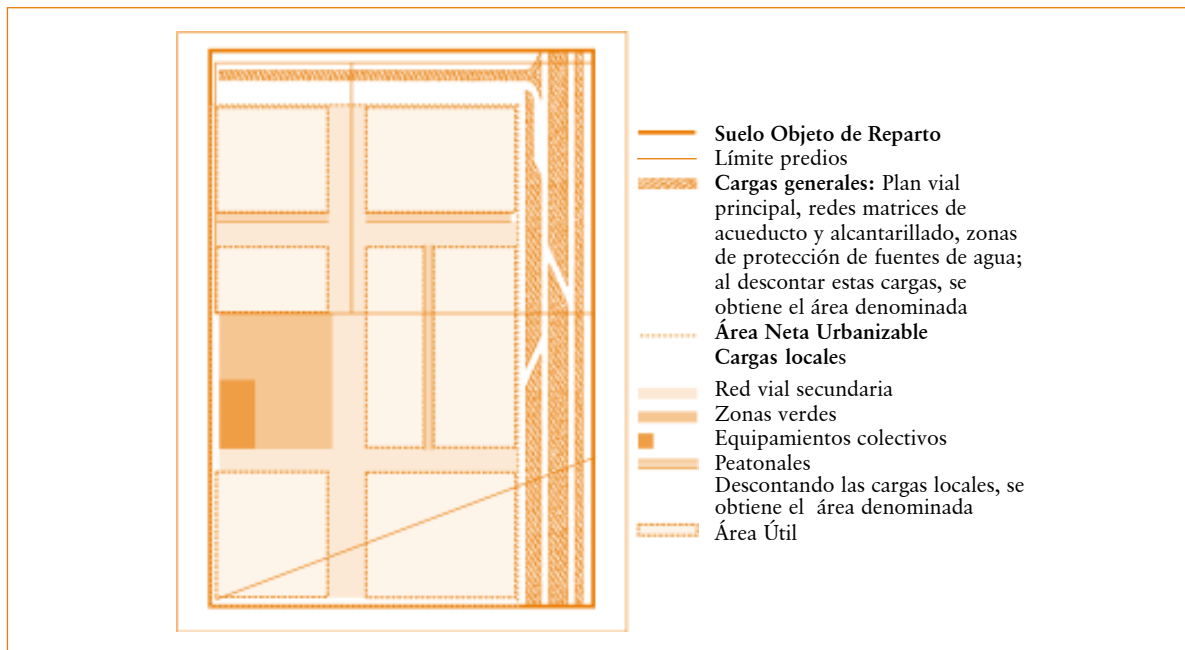 Suelo Objeto de Reparto
Límite predios
Cargas generales: Plan vial
principal, redes matrices de
acueducto y alcantarillado, zonas
de protección de fuentes de agua;
al descontar estas cargas, se
obtiene el área denominada
Área Neta Urbanizable
Cargas locales
Red vial secundaria
Zonas verdes
Equipamientos colectivos
Peatonales
Descontando las cargas locales, se
obtiene el área denominada
Área Útil